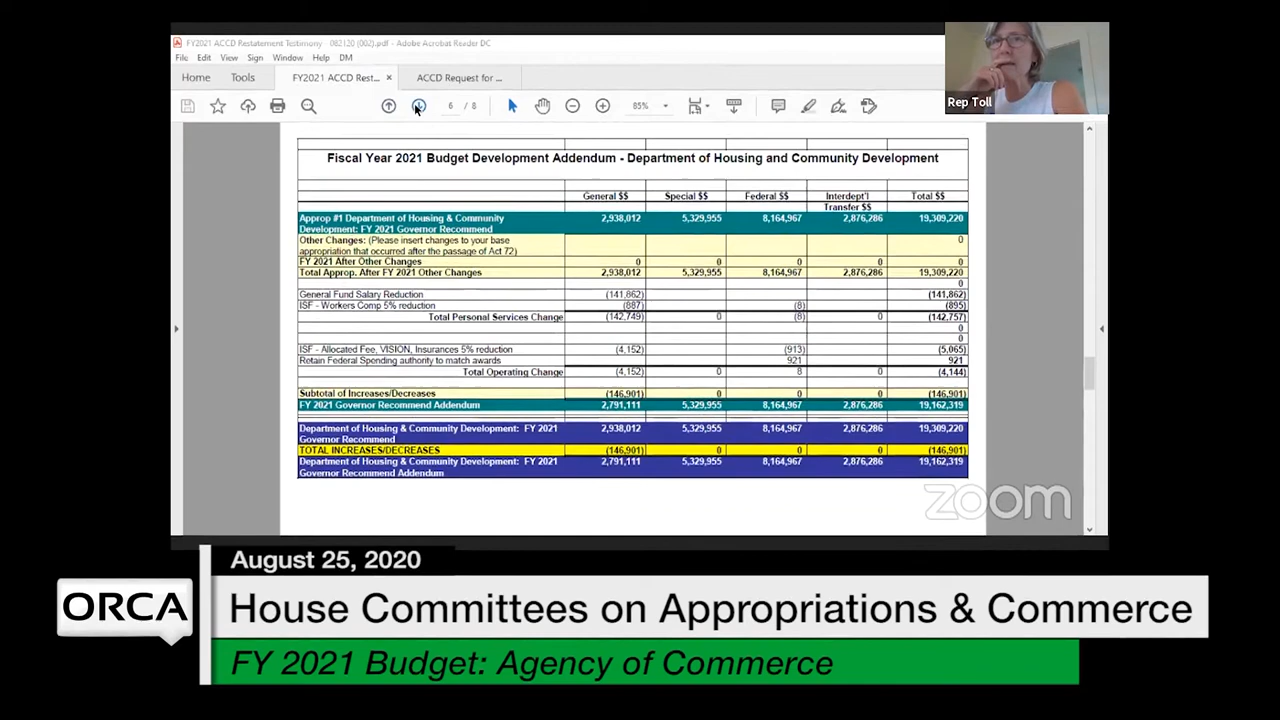 FY2021 ACCD Restatement Testimony 082120 (002).pdf - Adobe Acrobat Reader DC
File Edit View Sign Window Help DM
Home Tools FY2021 ACCD Rest... × ACCD Request for ...
6 / 8 85%
Rep Toll
Fiscal Year 2021 Budget Development Addendum - Department of Housing and Community Development
General $$ Special $$ Federal $$ Interdept'l Total $$
Transfer $$
Approp #1 Department of Housing & Community 2,938,012 5,329,955 8,164,967 2,876,286 19,309,220
Development: FY 2021 Governor Recommend
Other Changes: (Please insert changes to your base 0
appropriation that occurred after the passage of Act 72)
FY 2021 After Other Changes 0 0 0 0 0
Total Approp. After FY 2021 Other Changes 2,938,012 5,329,955 8,164,967 2,876,286 19,309,220
0
General Fund Salary Reduction (141,862) (141,862)
ISF - Workers Comp 5% reduction (887) (8) (895)
Total Personal Services Change (142,749) 0 (8) 0 (142,757)
0
0
ISF - Allocated Fee, VISION, Insurances 5% reduction (4,152) (913) (5,065)
Retain Federal Spending authority to match awards 921 921
Total Operating Change (4,152) 0 8 0 (4,144)
Subtotal of Increases/Decreases (146,901) 0 0 0 (146,901)
FY 2021 Governor Recommend Addendum 2,791,111 5,329,955 8,164,967 2,876,286 19,162,319
Department of Housing & Community Development: FY 2021 2,938,012 5,329,955 8,164,967 2,876,286 19,309,220
Governor Recommend
TOTAL INCREASES/DECREASES (146,901) 0 0 0 (146,901)
Department of Housing & Community Development: FY 2021 2,791,111 5,329,955 8,164,967 2,876,286 19,162,319
Governor Recommend Addendum
zoom
August 25, 2020
ORCA
House Committees on Appropriations & Commerce
FY 2021 Budget: Agency of Commerce